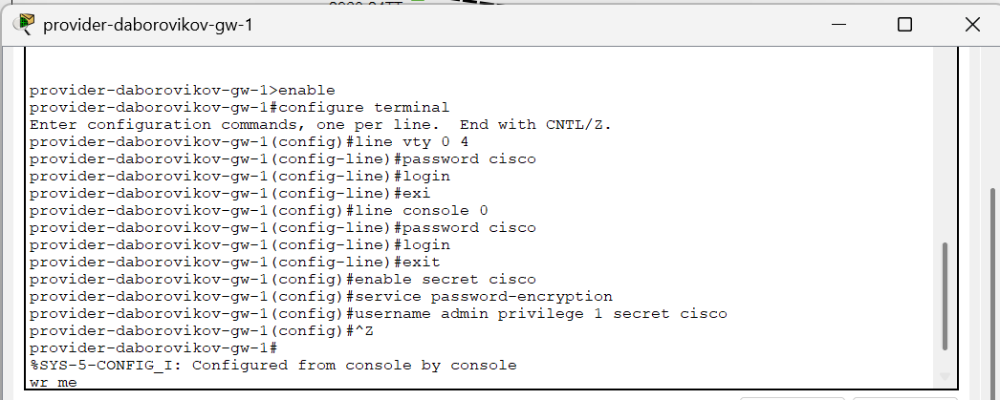 provider-daborovikov-gw-1
provider-daborovikov-gw-1>enable
provider-daborovikov-gw-1#configure terminal
Enter configuration commands, one per line.  End with CNTL/Z.
provider-daborovikov-gw-1(config)#line vty 0 4
provider-daborovikov-gw-1(config-line)#password cisco
provider-daborovikov-gw-1(config-line)#login
provider-daborovikov-gw-1(config-line)#exi
provider-daborovikov-gw-1(config)#line console 0
provider-daborovikov-gw-1(config-line)#password cisco
provider-daborovikov-gw-1(config-line)#login
provider-daborovikov-gw-1(config-line)#exit
provider-daborovikov-gw-1(config)#enable secret cisco
provider-daborovikov-gw-1(config)#service password-encryption
provider-daborovikov-gw-1(config)#username admin privilege 1 secret cisco
provider-daborovikov-gw-1(config)#^Z
provider-daborovikov-gw-1#
%SYS-5-CONFIG_I: Configured from console by console
wr me